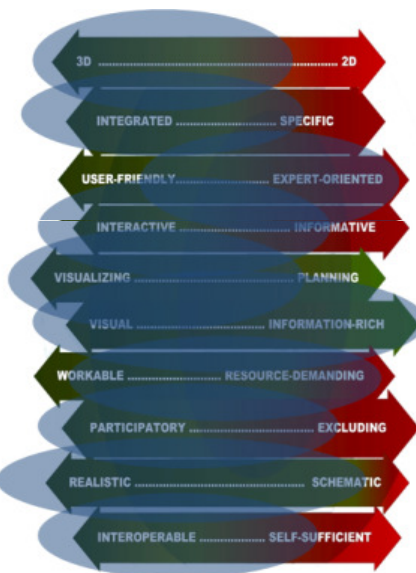 3D ........................................................ 2D
INTEGRATED .......................... SPECIFIC
USER-FRIENDLY......................... EXPERT-ORIENTED
INTERACTIVE ............................. INFORMATIVE
VISUALIZING ........................................ PLANNING
VISUAL ............................... INFORMATION-RICH
WORKABLE ........................ RESOURCE-DEMANDING
PARTICIPATORY ................................. EXCLUDING
REALISTIC ........................................... SCHEMATIC
INTEROPERABLE ................. SELF-SUFFICIENT